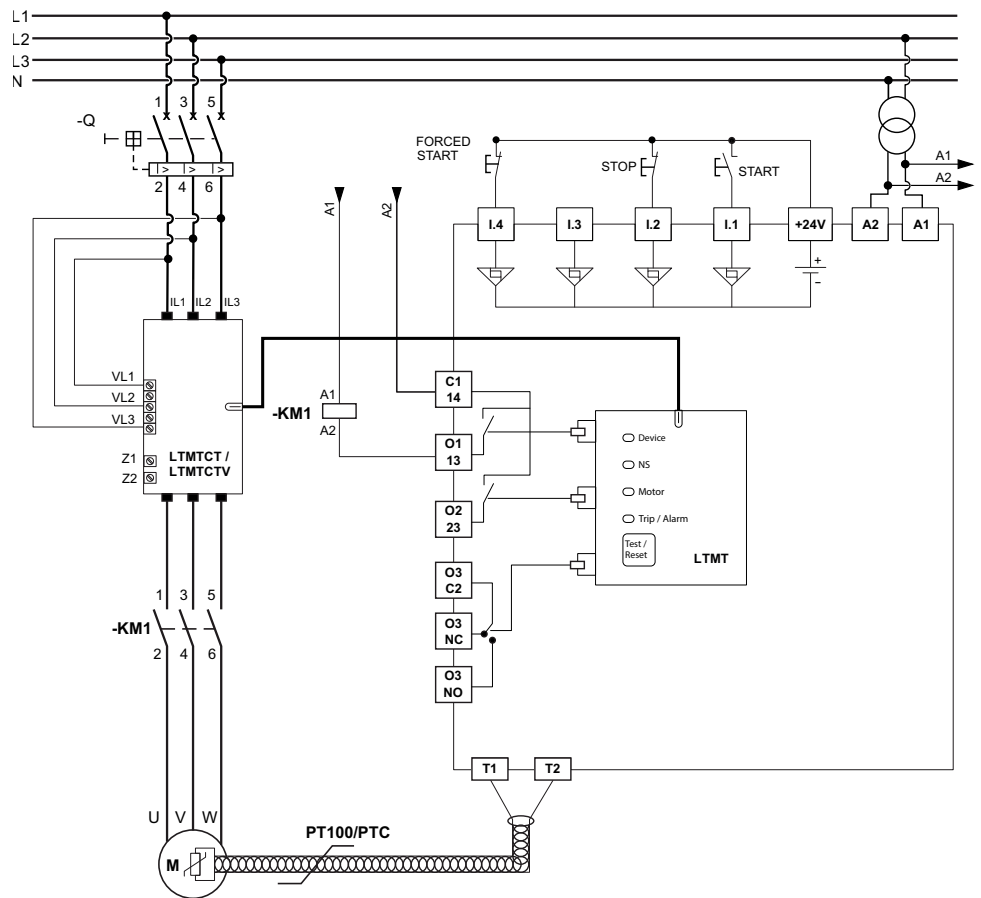 L1
L2
L3
N
1 3 5
-Q
I> I> I>
2 4 6
FORCED
START
STOP
START
A1
A2
A1
A2
I.4
I.3
I.2
I.1
+24V
A2
A1
+
−
IL1
IL2
IL3
VL1
VL2
VL3
Z1
Z2
LTMTCT /
LTMTCTV
-KM1
A1
A2
C1
14
O1
13
O2
23
O3
C2
O3
NC
O3
NO
Device
NS
Motor
Trip / Alarm
Test /
Reset
LTMT
1 3 5
-KM1
2 4 6
T1
T2
U V W
M
PT100/PTC